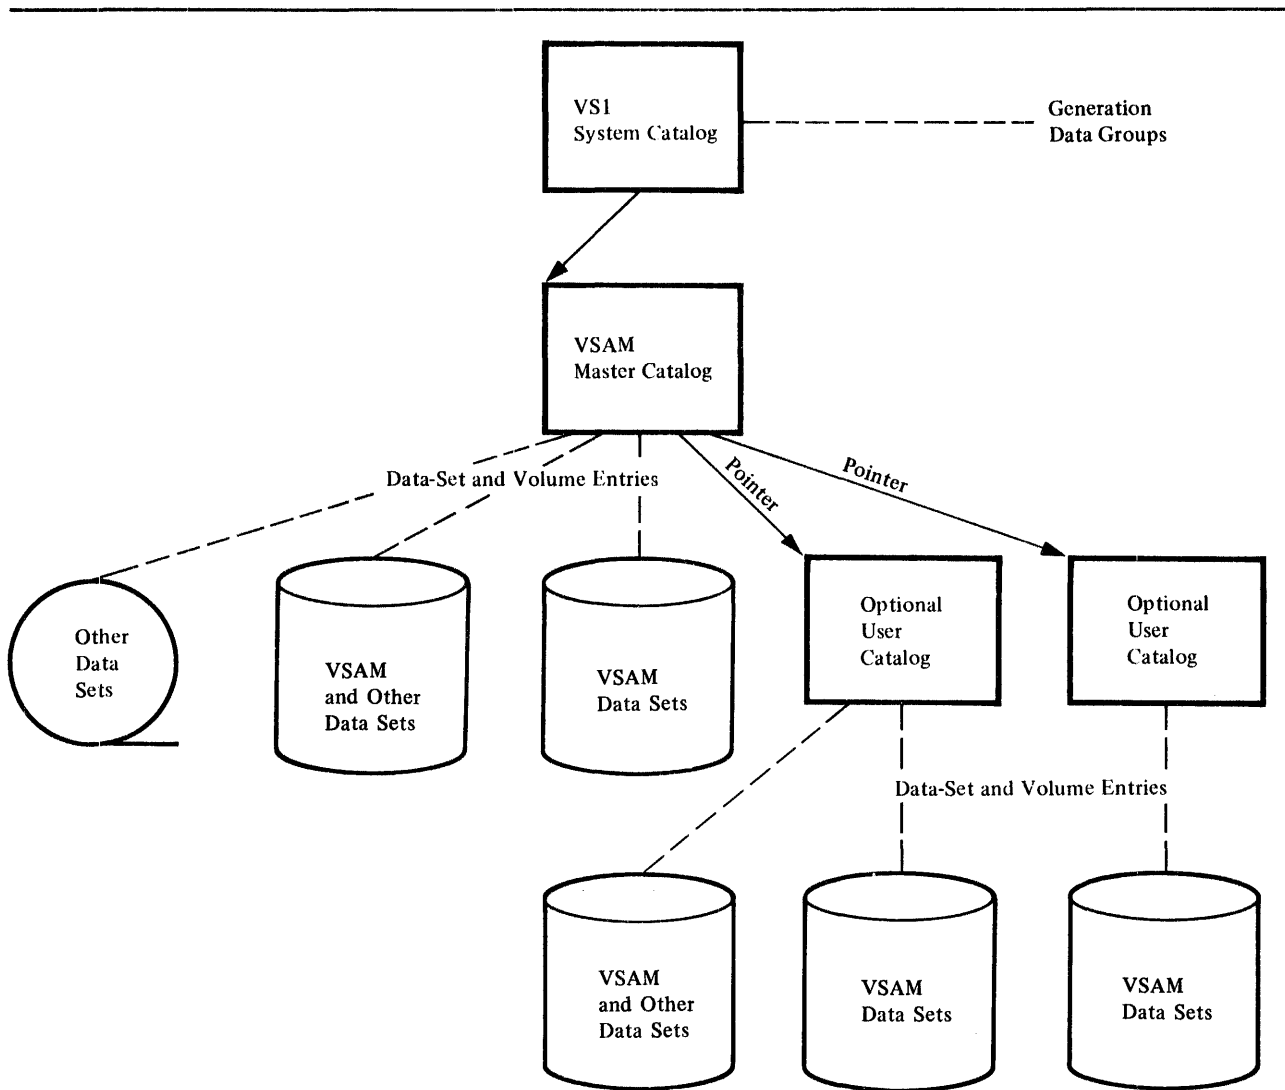 VS1
System Catalog
Generation
Data Groups
VSAM
Master Catalog
Data-Set and Volume Entries
Pointer
Pointer
Other
Data
Sets
VSAM
and Other
Data Sets
VSAM
Data Sets
Optional
User
Catalog
Optional
User
Catalog
Data-Set and Volume Entries
VSAM
and Other
Data Sets
VSAM
Data Sets
VSAM
Data Sets